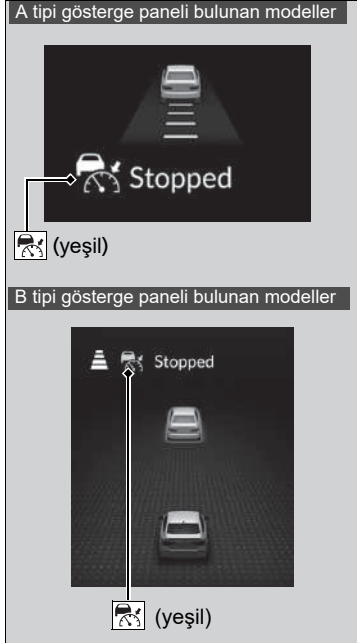 A tipi gösterge paneli bulunan modeller
Stopped
(yeşil)
B tipi gösterge paneli bulunan modeller
Stopped
(yeşil)